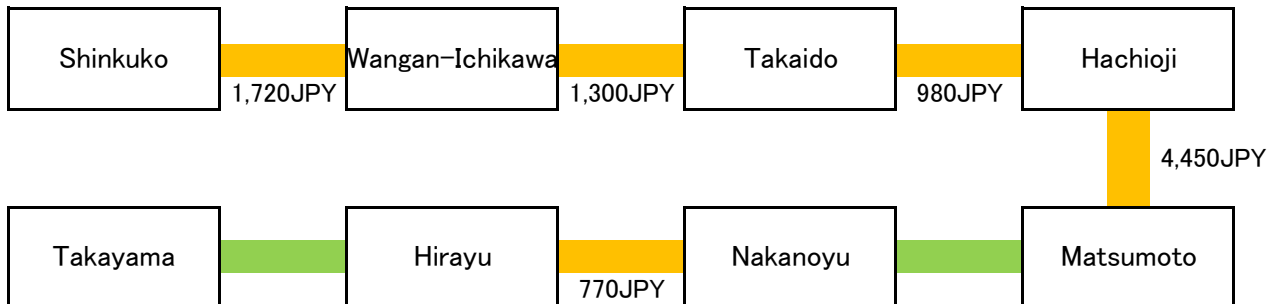 Shinkuko
Wangan-Ichikawa
Takaido
Hachioji
1,720JPY
1,300JPY
980JPY
4,450JPY
Takayama
Hirayu
Nakanoyu
Matsumoto
770JPY